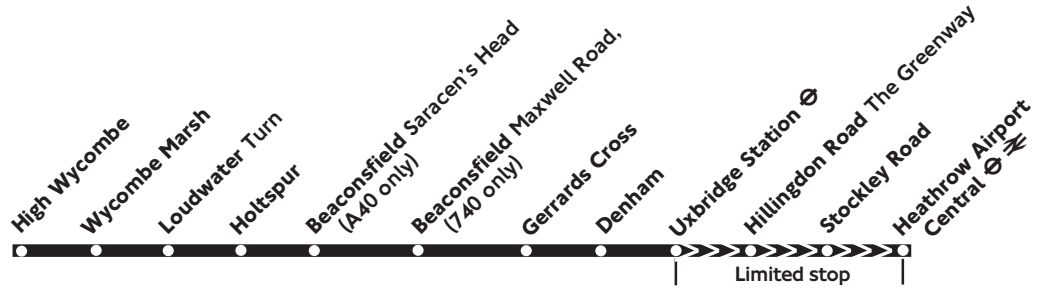 High Wycombe
Wycombe Marsh
Loudwater Turn
Holtspur
Beaconsfield Saracen's Head
(A40 only)
Beaconsfield Maxwell Road,
(740 only)
Gerrards Cross
Denham
Uxbridge Station
Hillingdon Road The Greenway
Stockley Road
Heathrow Airport
Central
Limited stop